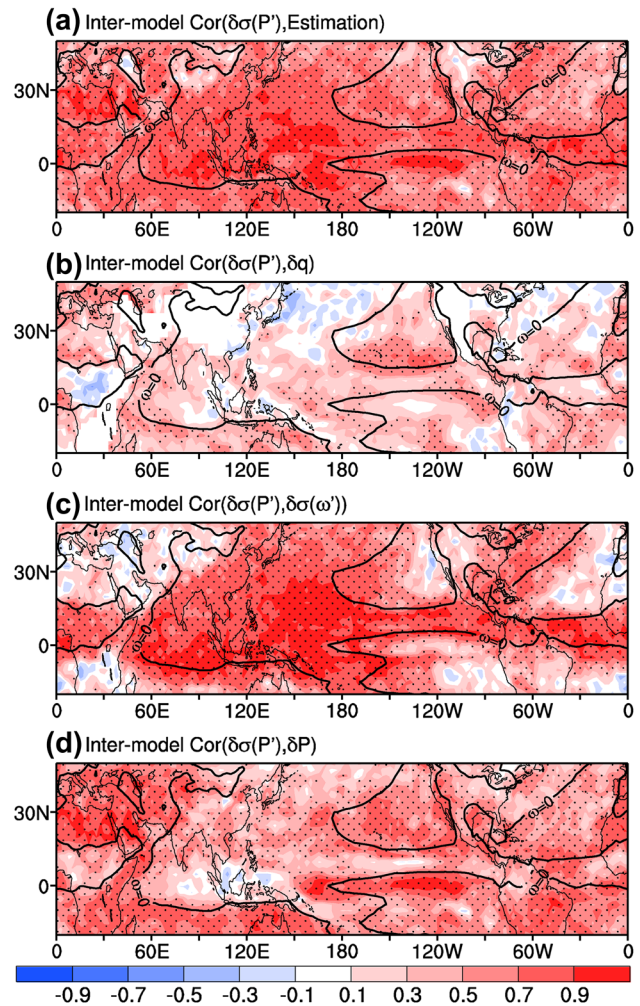 (a) Inter-model Cor(δσ(P'),Estimation)
30N
0
ω=0
ω=0
0 60E 120E 180 120W 60W 0
(b) Inter-model Cor(δσ(P'),δq)
30N
0
ω=0
ω=0
0 60E 120E 180 120W 60W 0
(c) Inter-model Cor(δσ(P'),δσ(ω'))
30N
0
ω=0
ω=0
0 60E 120E 180 120W 60W 0
(d) Inter-model Cor(δσ(P'),δP)
30N
0
ω=0
ω=0
0 60E 120E 180 120W 60W 0
-0.9 -0.7 -0.5 -0.3 -0.1 0.1 0.3 0.5 0.7 0.9